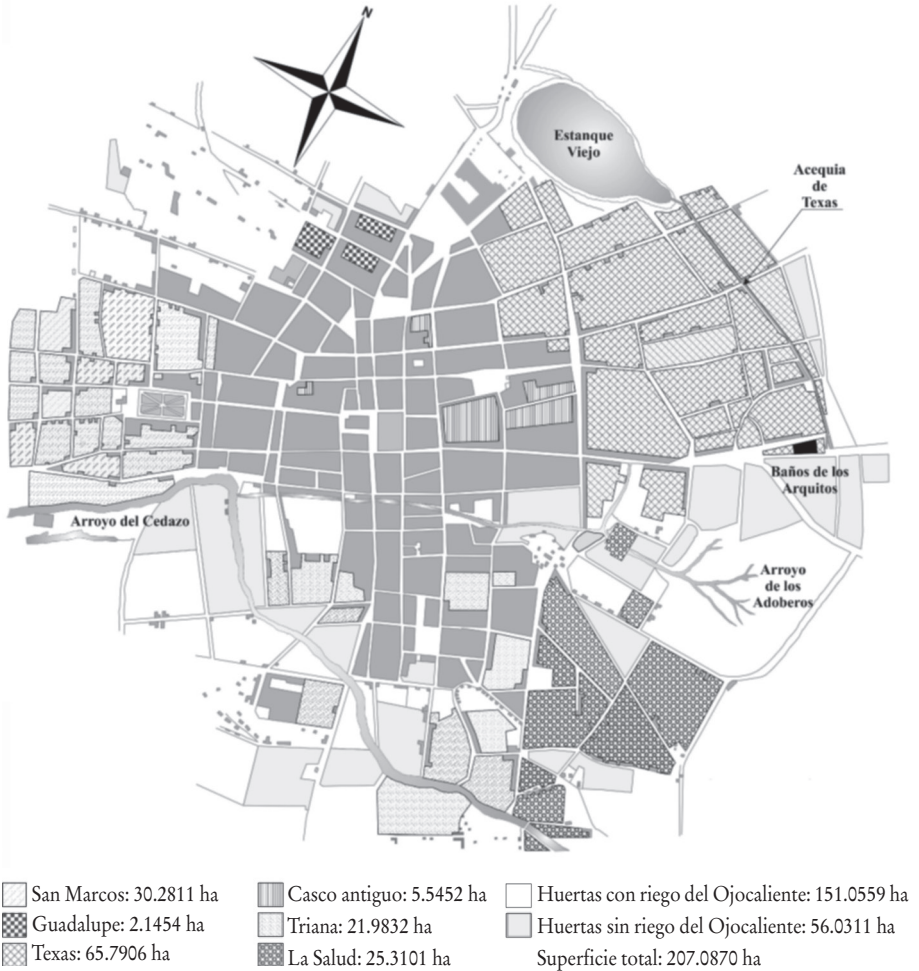 N
Estanque
Viejo
Acequia
de
Texas
Baños de los
Arquitos
Arroyo del Cedazo
Arroyo
de los
Adoberos
San Marcos: 30.2811 ha
Guadalupe: 2.1454 ha
Texas: 65.7906 ha
Casco antiguo: 5.5452 ha
Triana: 21.9832 ha
La Salud: 25.3101 ha
Huertas con riego del Ojocaliente: 151.0559 ha
Huertas sin riego del Ojocaliente: 56.0311 ha
Superficie total: 207.0870 ha